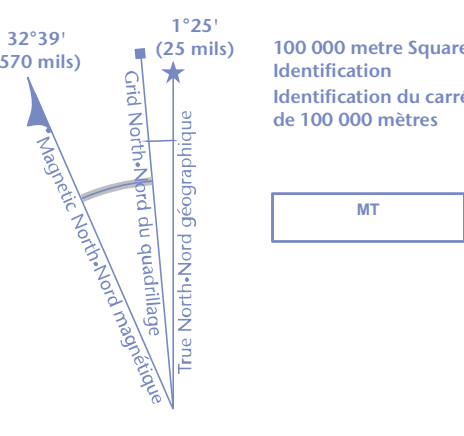 32°39'
570 mils)
1°25'
(25 mils)
Magnetic North•Nord magnétique
Grid North•Nord du quadrillage
True North•Nord géographique
100 000 metre Square
Identification
Identification du carré
de 100 000 mètres
MT